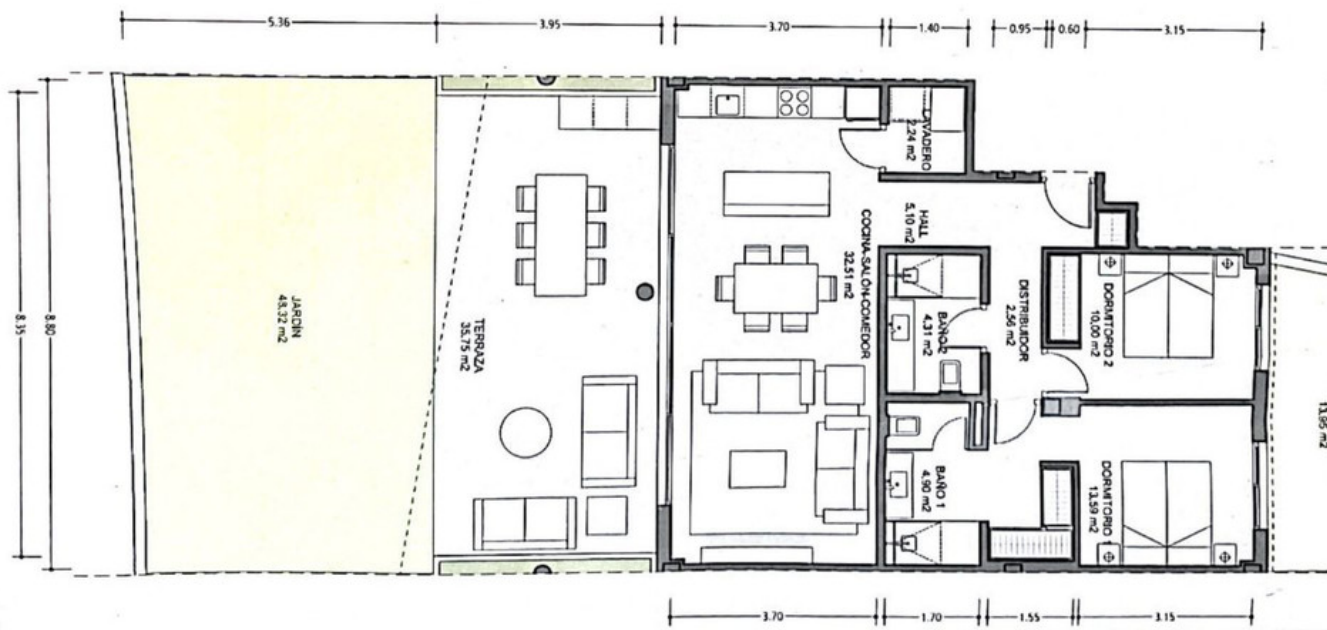 5.36
3.95
3.70
1.40
0.95
0.60
3.15
8.35
8.80
JARDÍN
48.32 m2
TERRAZA
35.75 m2
COCINA-SALÓN-COMEDOR
32.51 m2
LAVADERO
2.24 m2
HALL
5.10 m2
BAÑO 2
4.31 m2
DISTRIBUIDOR
2.56 m2
DORMITORIO 2
10.00 m2
BAÑO 1
4.90 m2
DORMITORIO 1
13.59 m2
3.70
1.70
1.55
3.15